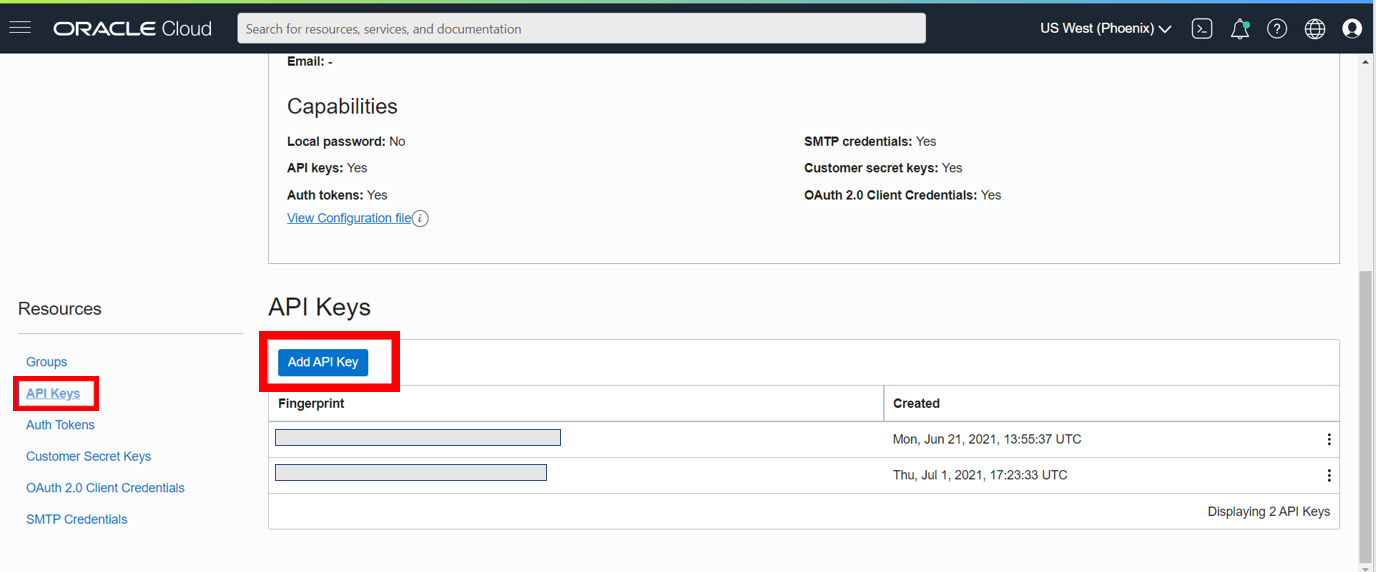 ORACLE Cloud
Search for resources, services, and documentation
US West (Phoenix)
Email: -
Capabilities
Local password: No
SMTP credentials: Yes
API keys: Yes
Customer secret keys: Yes
Auth tokens: Yes
OAuth 2.0 Client Credentials: Yes
View Configuration file
Resources
Groups
API Keys
Auth Tokens
Customer Secret Keys
OAuth 2.0 Client Credentials
SMTP Credentials
API Keys
Add API Key
Fingerprint
Created
Mon, Jun 21, 2021, 13:55:37 UTC
Thu, Jul 1, 2021, 17:23:33 UTC
Displaying 2 API Keys